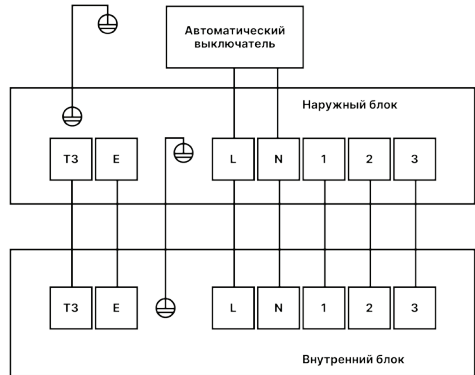 Автоматический
выключатель
Наружный блок
T3 E L N 1 2 3
T3 E L N 1 2 3
Внутренний блок